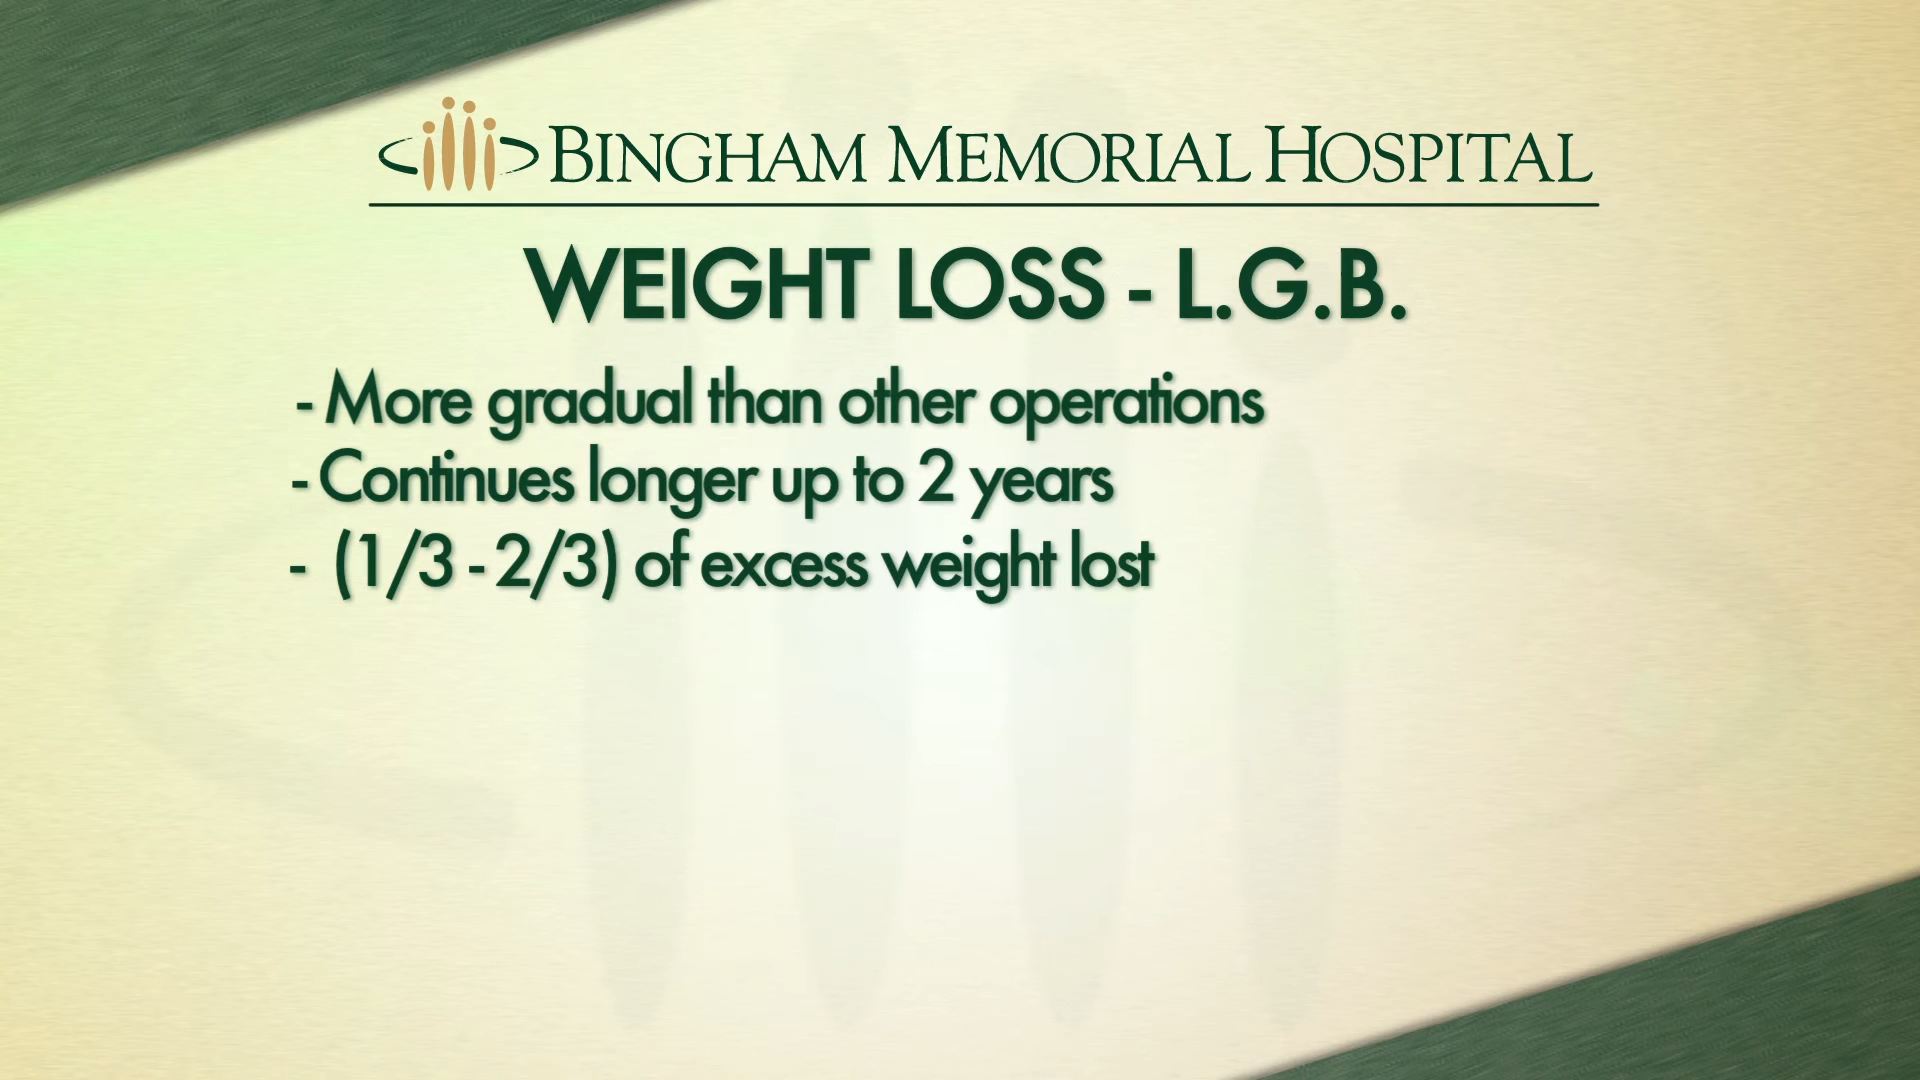 BINGHAM MEMORIAL HOSPITAL
WEIGHT LOSS - L.G.B.
- More gradual than other operations
- Continues longer up to 2 years
- (1/3 - 2/3) of excess weight lost